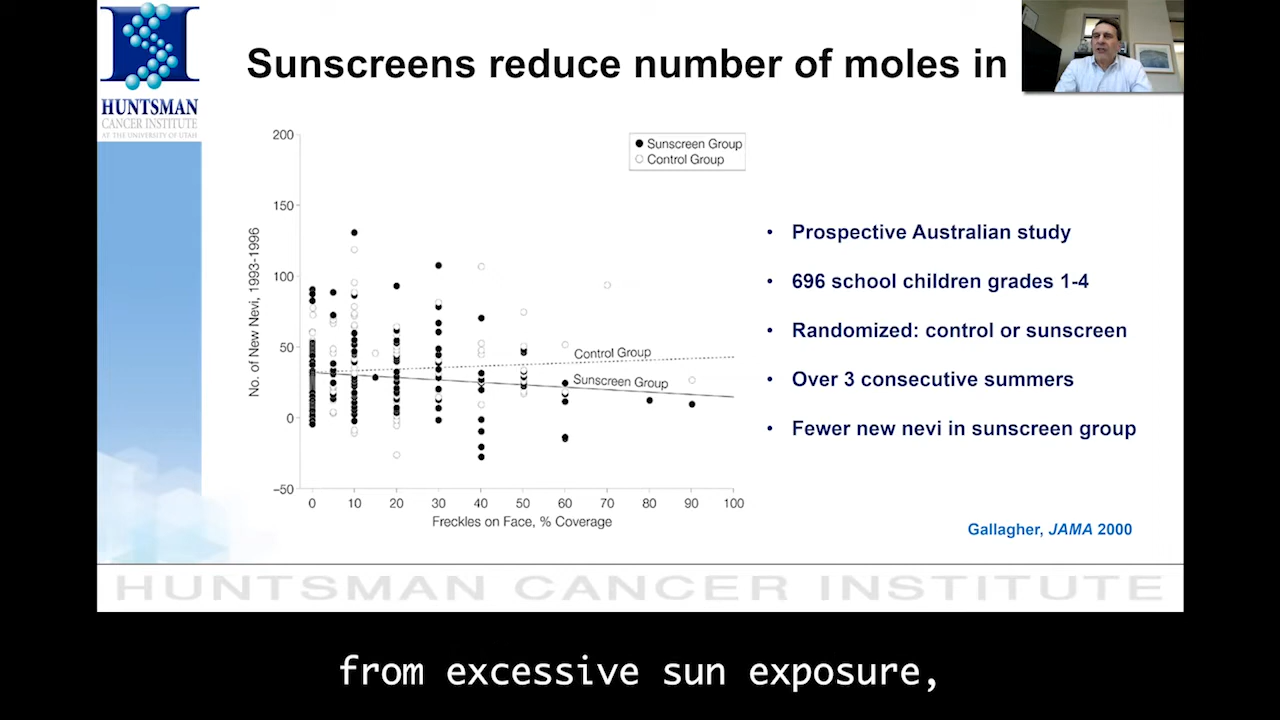 HUNTSMAN
CANCER INSTITUTE
AT THE UNIVERSITY OF UTAH
Sunscreens reduce number of moles in
200
150
100
50
0
−50
No. of New Nevi, 1993-1996
Sunscreen Group
Control Group
Control Group
Sunscreen Group
0 10 20 30 40 50 60 70 80 90 100
Freckles on Face, % Coverage
• Prospective Australian study
• 696 school children grades 1-4
• Randomized: control or sunscreen
• Over 3 consecutive summers
• Fewer new nevi in sunscreen group
Gallagher, JAMA 2000
HUNTSMAN CANCER INSTITUTE
from excessive sun exposure,